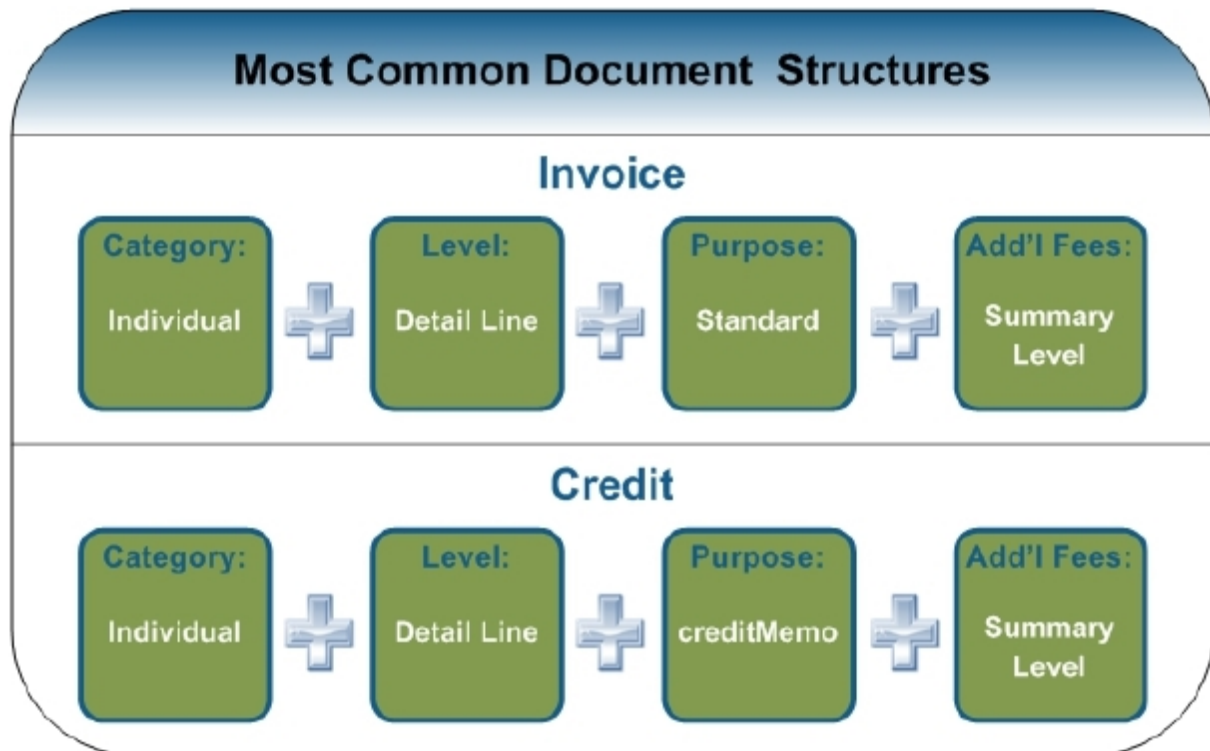 Most Common Document Structures
Invoice
Category:
Individual
Level:
Detail Line
Purpose:
Standard
Add'l Fees:
Summary
Level
Credit
Category:
Individual
Level:
Detail Line
Purpose:
creditMemo
Add'l Fees:
Summary
Level